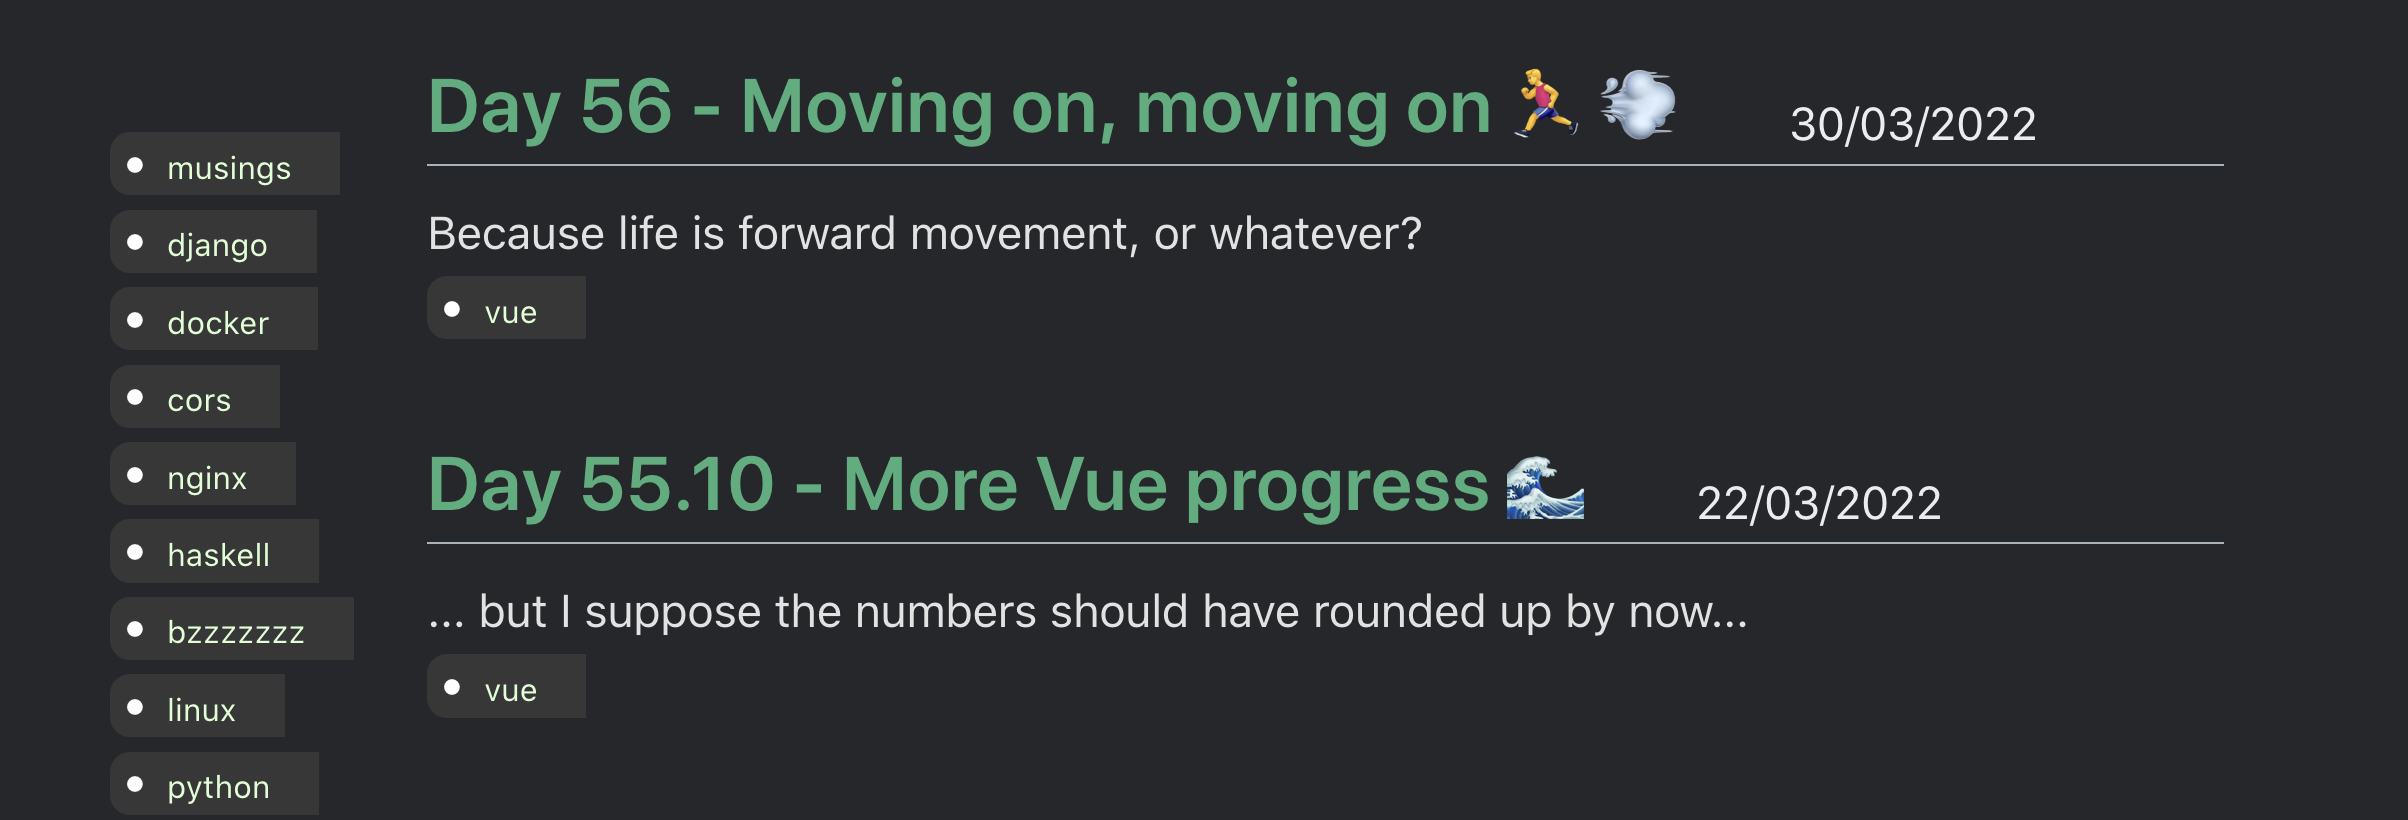 musings
django
docker
cors
nginx
haskell
bzzzzzzz
linux
python
Day 56 - Moving on, moving on 🏃💨 30/03/2022
Because life is forward movement, or whatever?
vue
Day 55.10 - More Vue progress 🌊 22/03/2022
... but I suppose the numbers should have rounded up by now...
vue